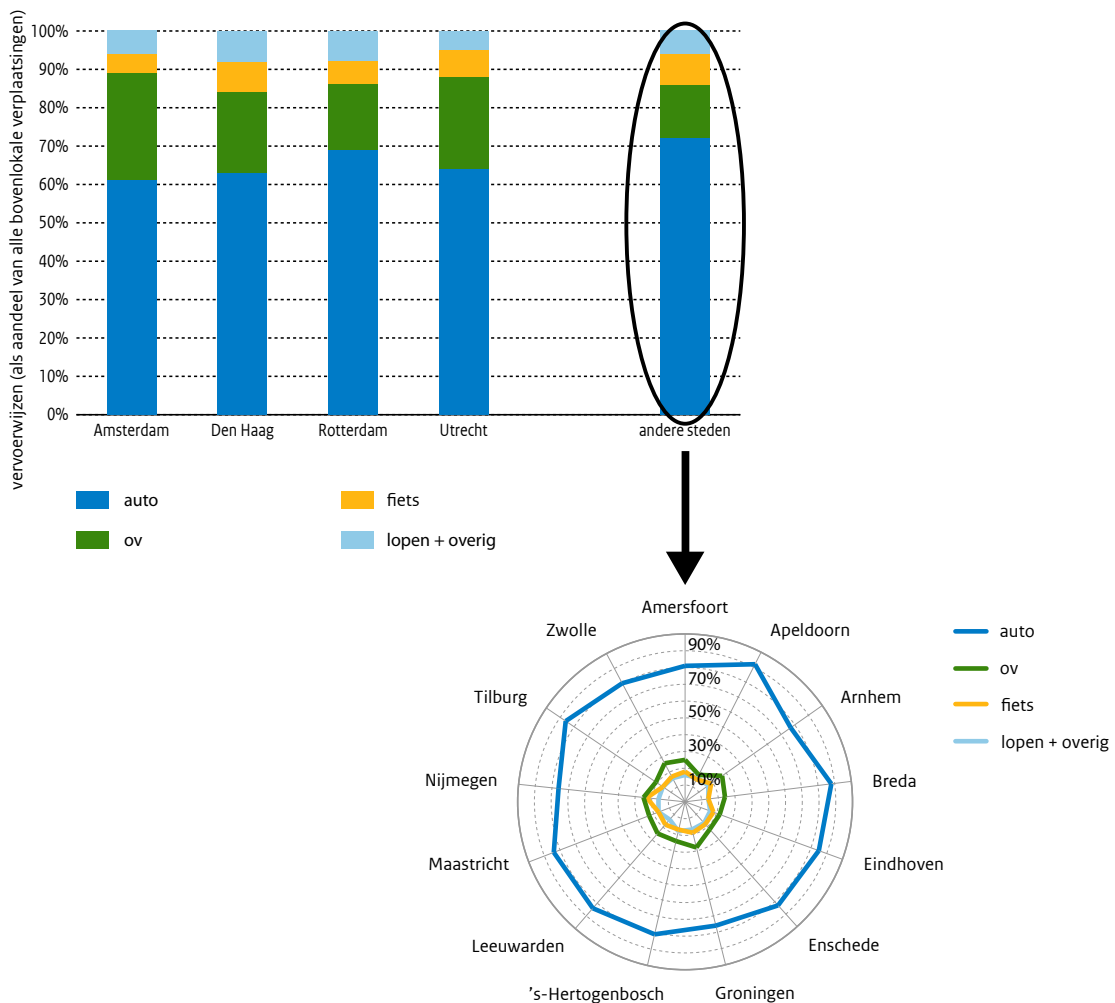 vervoerwijzen (als aandeel van alle bovenlokale verplaatsingen)
100%
90%
80%
70%
60%
50%
40%
30%
20%
10%
0%
Amsterdam
Den Haag
Rotterdam
Utrecht
andere steden
auto
fiets
ov
lopen + overig
Amersfoort
Zwolle
Apeldoorn
90%
auto
70%
ov
Tilburg
Arnhem
50%
fiets
30%
lopen + overig
10%
Nijmegen
Breda
Maastricht
Eindhoven
Leeuwarden
Enschede
's-Hertogenbosch
Groningen